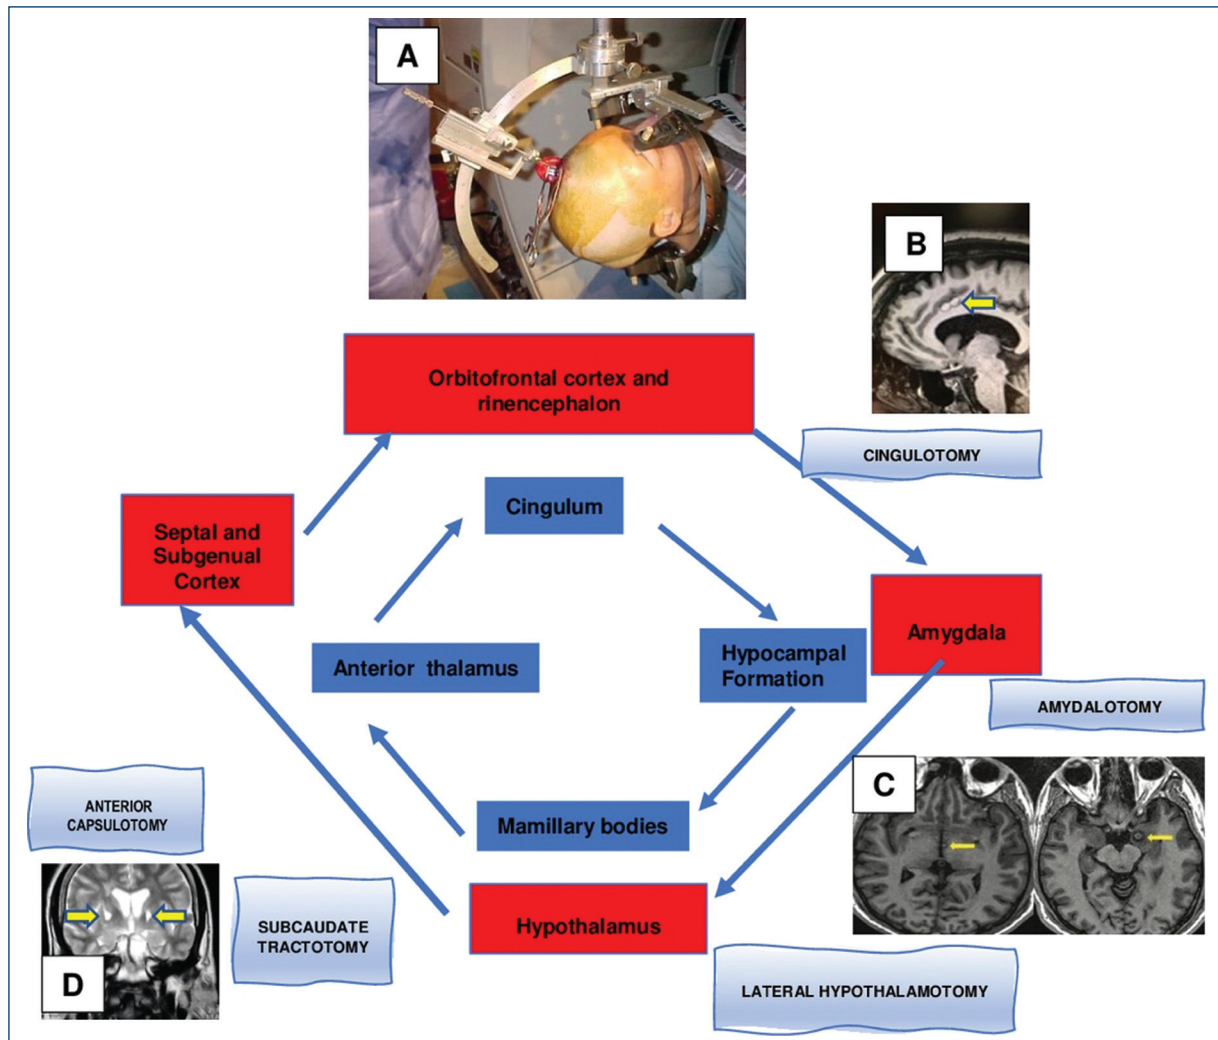 A
B
Orbitofrontal cortex and
rinencephalon
CINGULOTOMY
Cingulum
Septal and
Subgenual
Cortex
Amygdala
Anterior thalamus
Hypocampal
Formation
AMYDALOTOMY
C
ANTERIOR
CAPSULOTOMY
Mamillary bodies
SUBCAUDATE
TRACTOTOMY
Hypothalamus
D
LATERAL HYPOTHALAMOTOMY